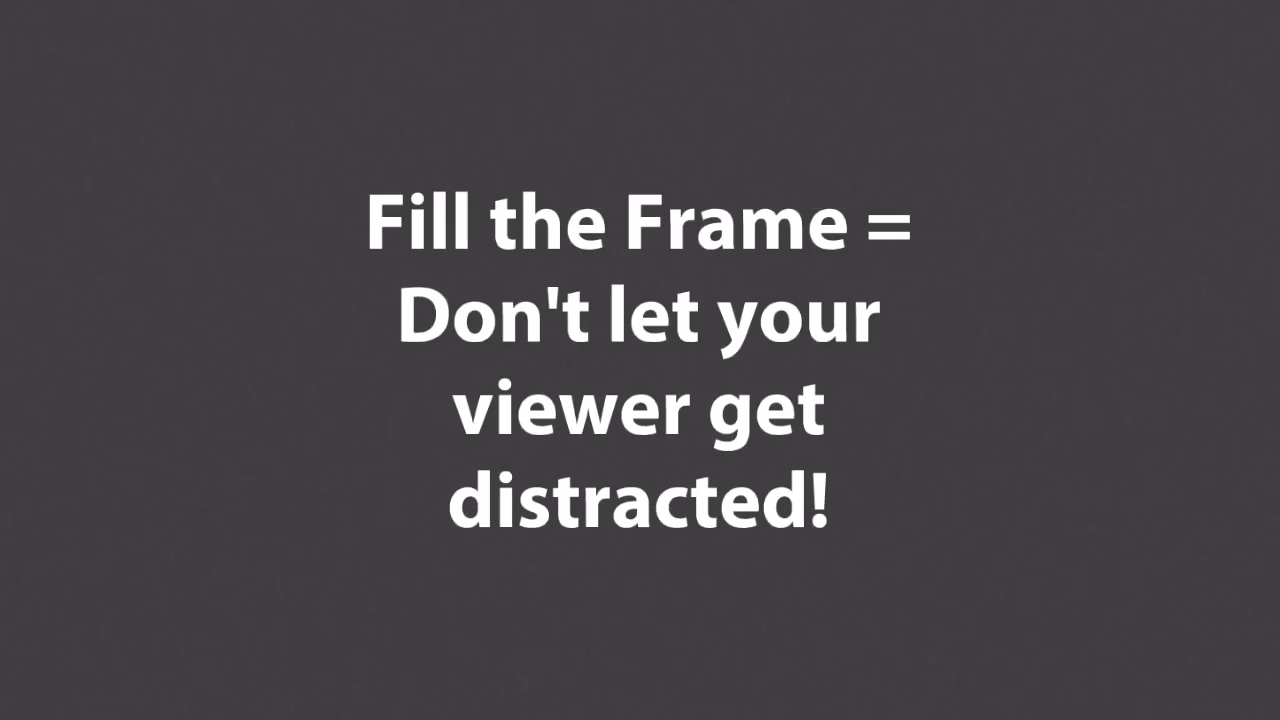 Fill the Frame =
Don't let your
viewer get
distracted!